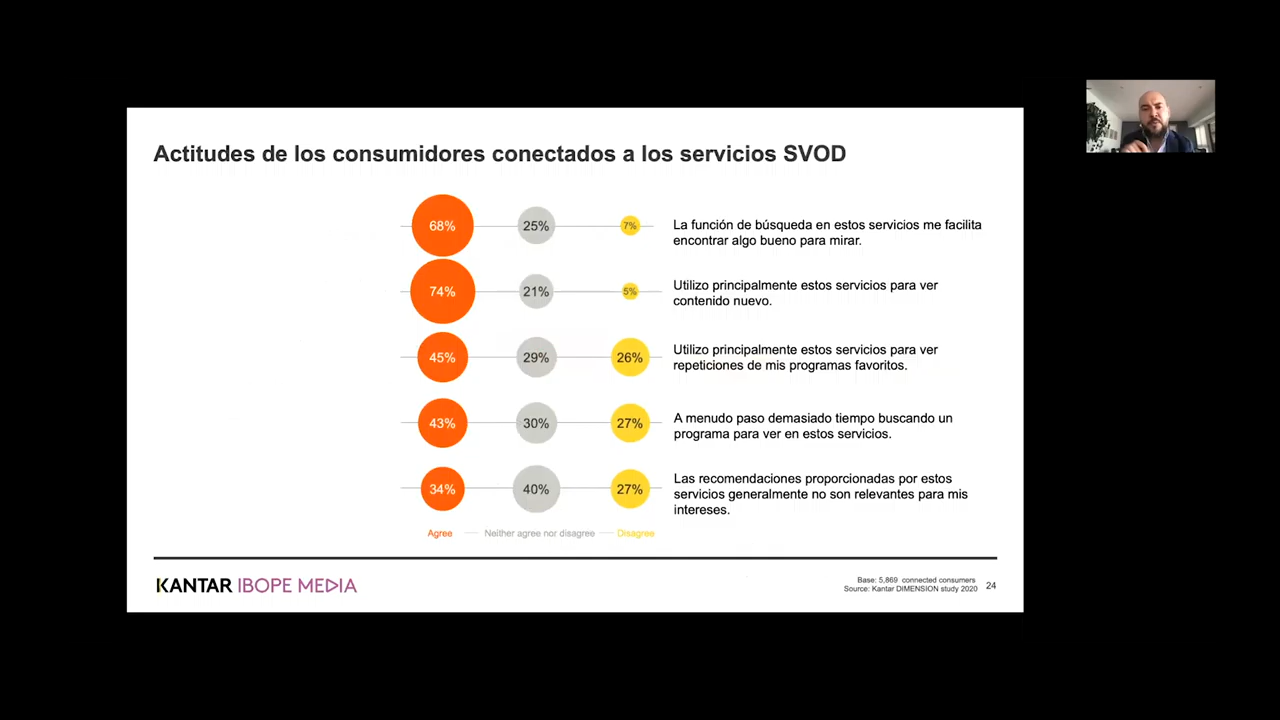 Actitudes de los consumidores conectados a los servicios SVOD
68% 25% 7%
La función de búsqueda en estos servicios me facilita
encontrar algo bueno para mirar.
74% 21% 5%
Utilizo principalmente estos servicios para ver
contenido nuevo.
45% 29% 26%
Utilizo principalmente estos servicios para ver
repeticiones de mis programas favoritos.
43% 30% 27%
A menudo paso demasiado tiempo buscando un
programa para ver en estos servicios.
34% 40% 27%
Las recomendaciones proporcionadas por estos
servicios generalmente no son relevantes para mis
intereses.
Agree Neither agree nor disagree Disagree
KANTAR IBOPE MEDIA
Base: 5,869 connected consumers
Source: Kantar DIMENSION study 2020
24